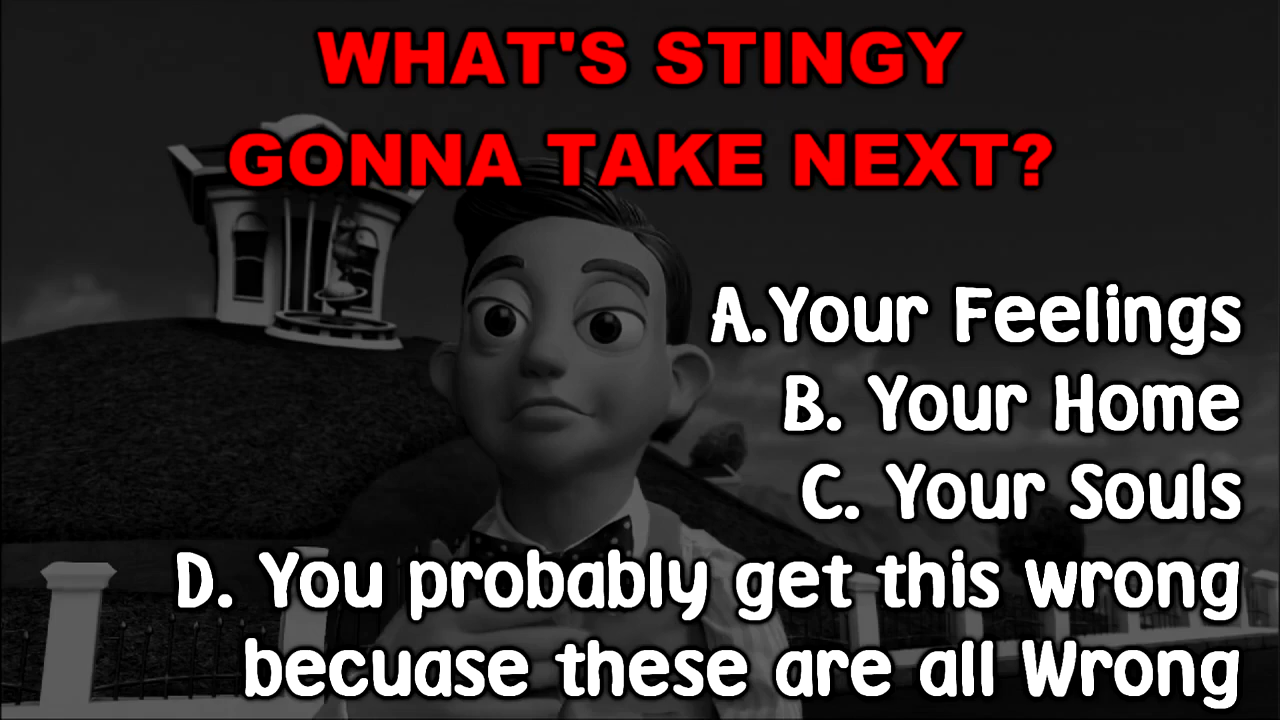 WHAT'S STINGY
GONNA TAKE NEXT?
A.Your Feelings
B. Your Home
C. Your Souls
D. You probably get this wrong
becuase these are all Wrong